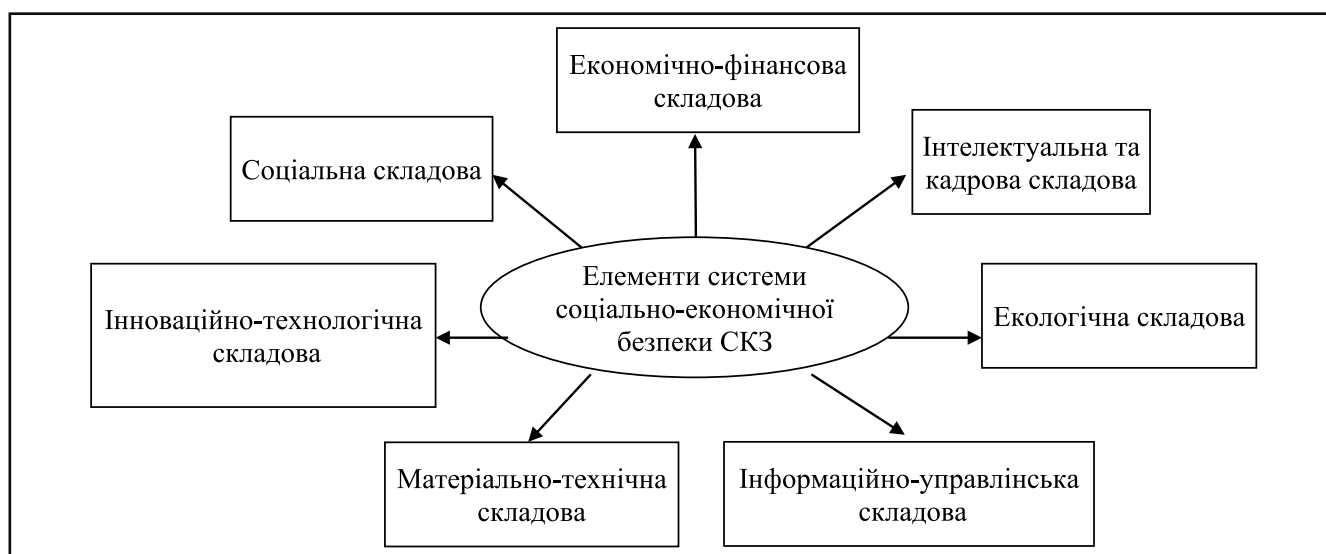 Економічно-фінансова
складова
Соціальна складова
Інтелектуальна та
кадрова складова
Елементи системи
соціально-економічної
безпеки СКЗ
Інноваційно-технологічна
складова
Екологічна складова
Матеріально-технічна
складова
Інформаційно-управлінська
складова